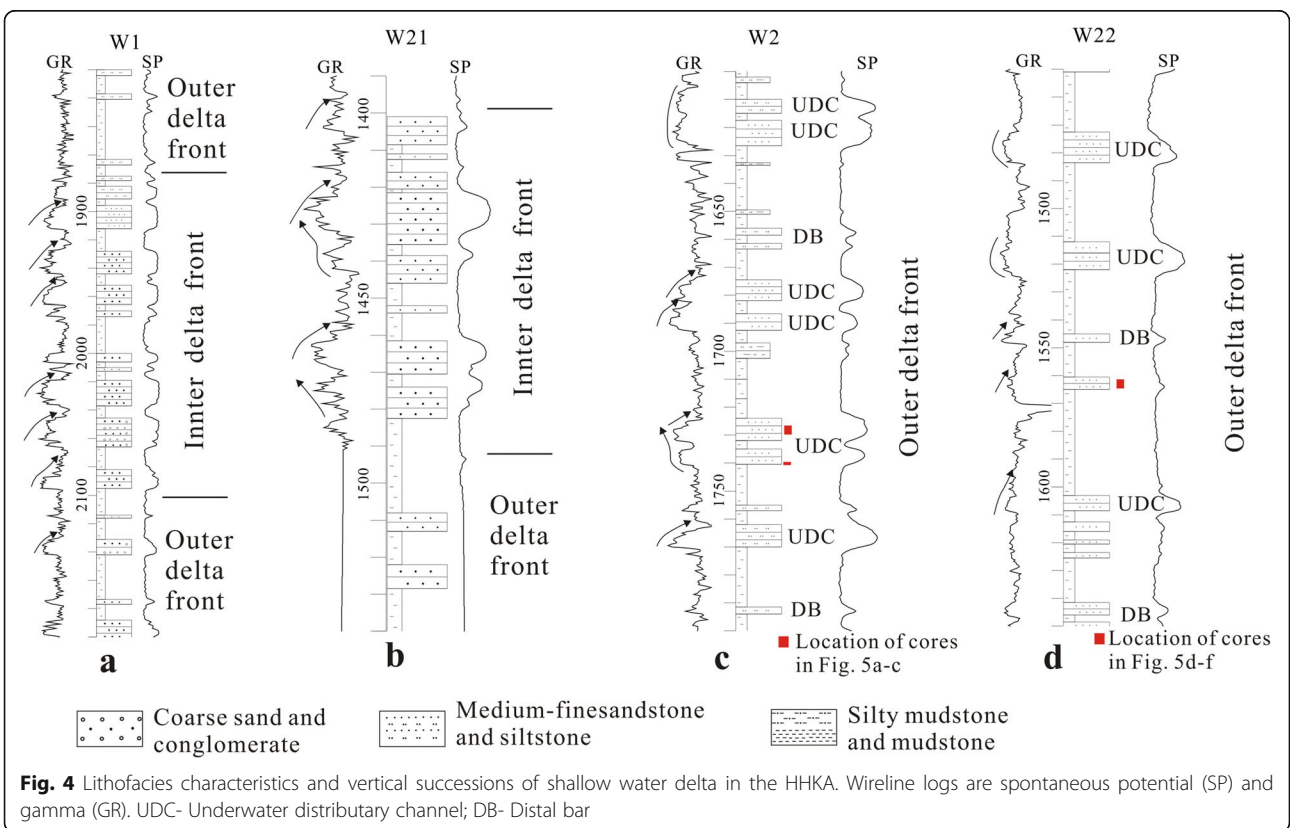 W1
GR
SP
Outer
delta
front
1900
Innter delta front
2000
2100
Outer
delta
front
a
W21
GR
SP
1400
1450
Innter delta front
1500
Outer
delta
front
b
W2
GR
SP
UDC
UDC
1650
DB
UDC
UDC
1700
Outer delta front
UDC
1750
UDC
DB
c
Location of cores
in Fig. 5a-c
W22
GR
SP
UDC
1500
UDC
DB
1550
Outer delta front
1600
UDC
DB
d
Location of cores
in Fig. 5d-f
Coarse sand and
conglomerate
Medium-finesandstone
and siltstone
Silty mudstone
and mudstone
Fig. 4 Lithofacies characteristics and vertical successions of shallow water delta in the HHKA. Wireline logs are spontaneous potential (SP) and
gamma (GR). UDC- Underwater distributary channel; DB- Distal bar